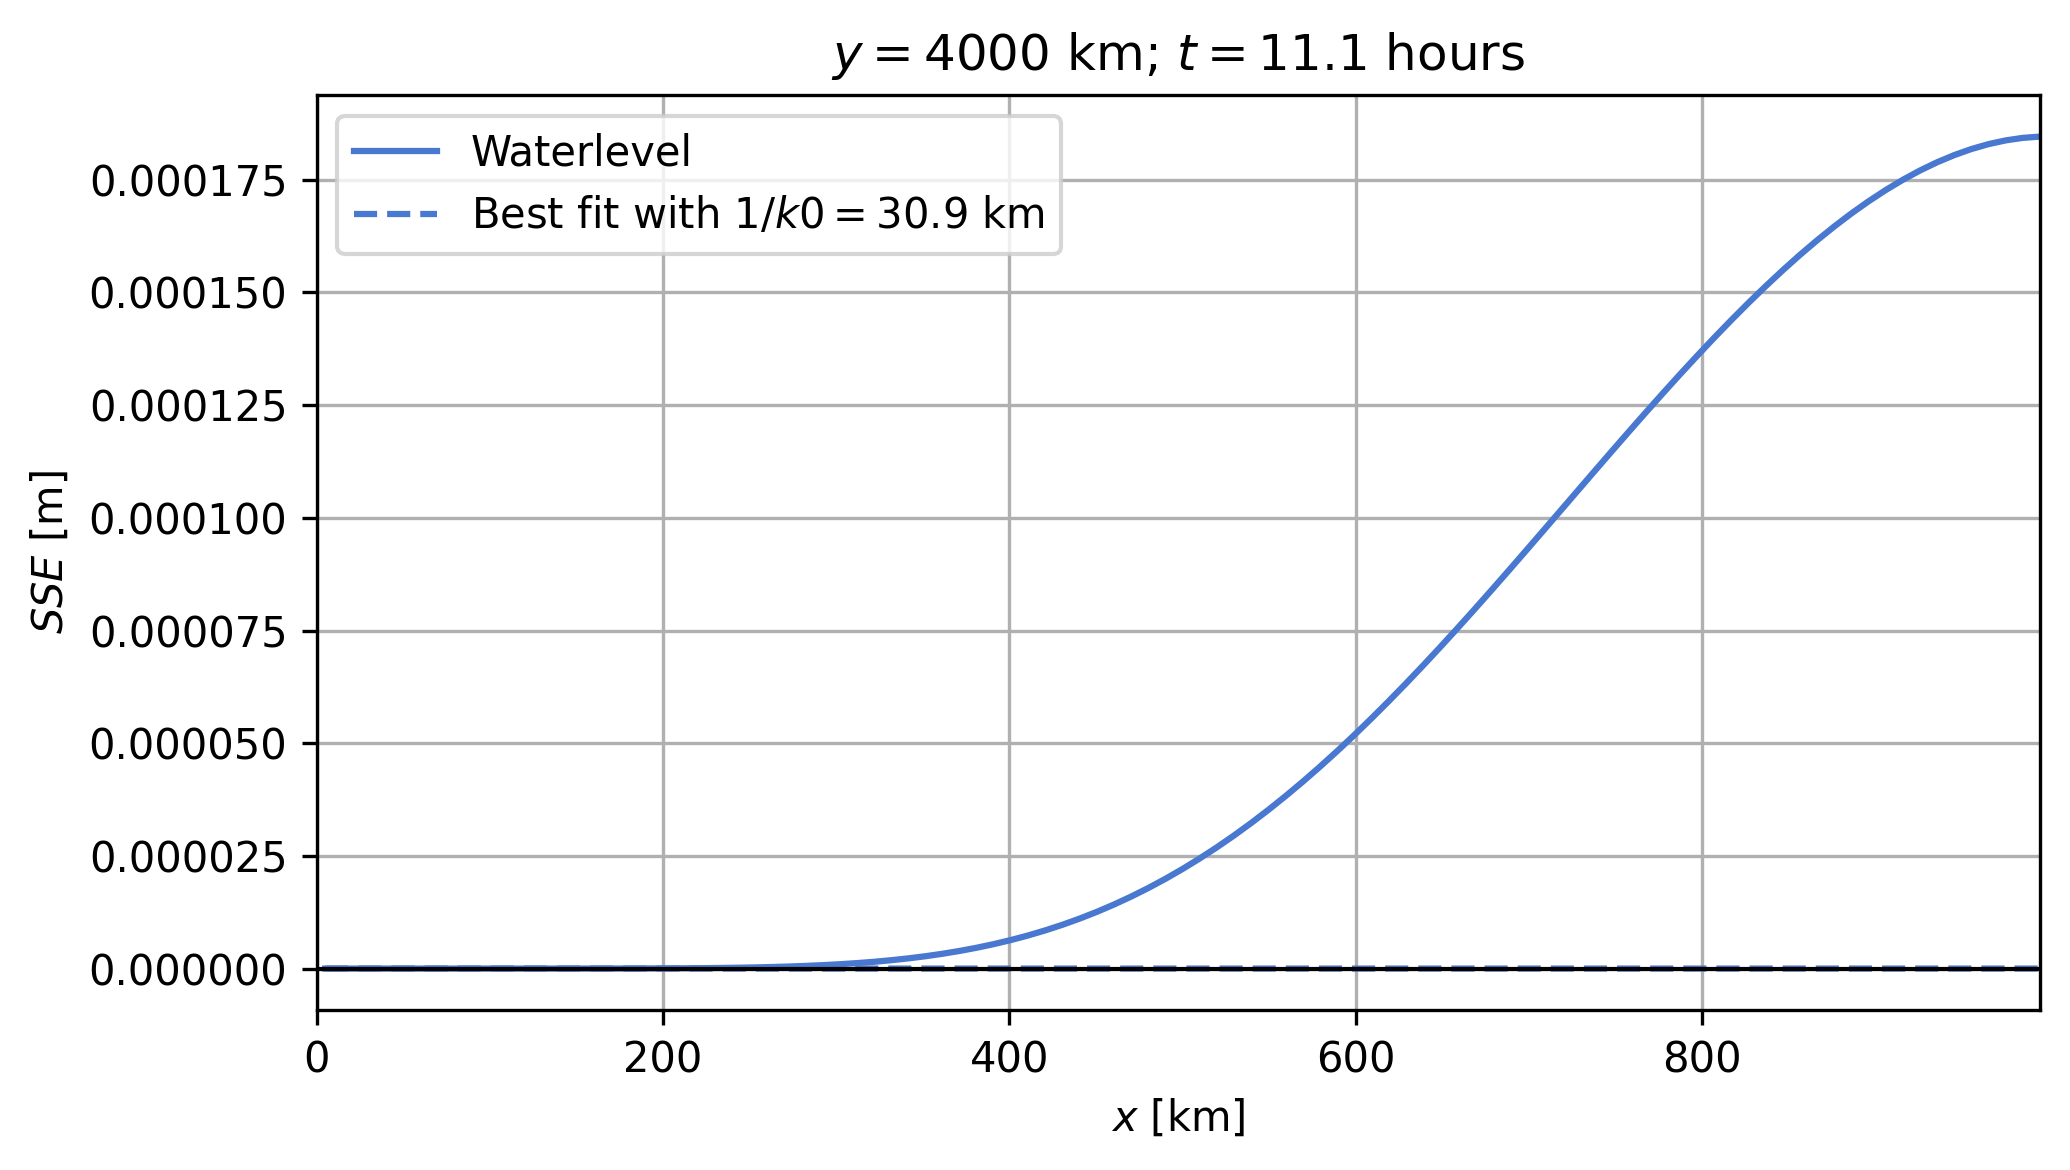 y = 4000 km; t = 11.1 hours
Waterlevel
Best fit with 1/k0 = 30.9 km
0.000175
0.000150
0.000125
0.000100
0.000075
0.000050
0.000025
0.000000
SSE [m]
0 200 400 600 800
x [km]